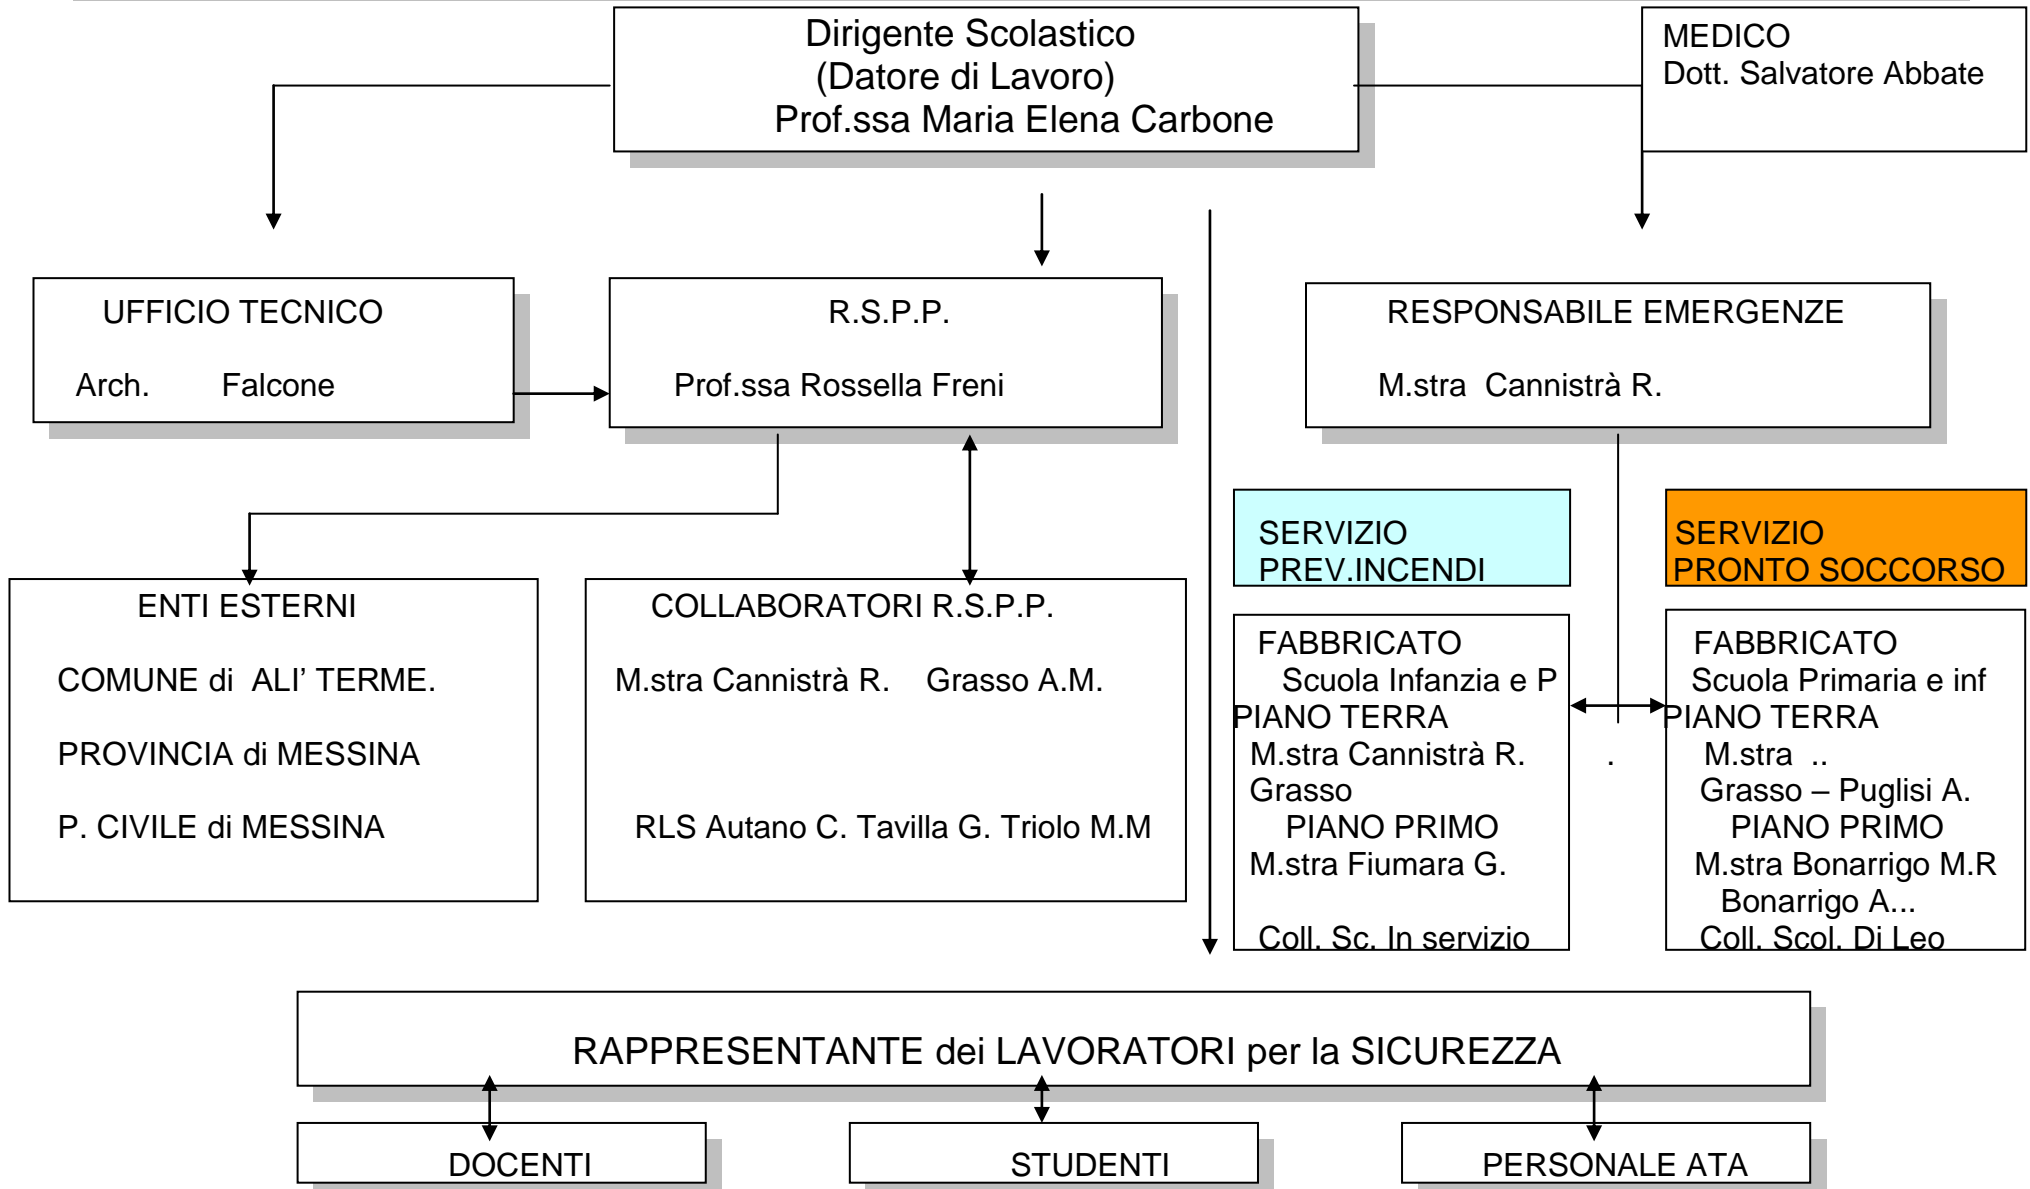 Dirigente Scolastico
(Datore di Lavoro)
Prof.ssa Maria Elena Carbone
MEDICO
Dott. Salvatore Abbate
UFFICIO TECNICO
Arch. Falcone
R.S.P.P.
Prof.ssa Rossella Freni
RESPONSABILE EMERGENZE
M.stra Cannistrà R.
ENTI ESTERNI
COMUNE di ALI' TERME.
PROVINCIA di MESSINA
P. CIVILE di MESSINA
COLLABORATORI R.S.P.P.
M.stra Cannistrà R. Grasso A.M.
RLS Autano C. Tavilla G. Triolo M.M
SERVIZIO
PREV.INCENDI
FABBRICATO
Scuola Infanzia e P
PIANO TERRA
M.stra Cannistrà R.
Grasso
PIANO PRIMO
M.stra Fiumara G.
Coll. Sc. In servizio
.
SERVIZIO
PRONTO SOCCORSO
FABBRICATO
Scuola Primaria e inf
PIANO TERRA
M.stra ..
Grasso – Puglisi A.
PIANO PRIMO
M.stra Bonarrigo M.R
Bonarrigo A...
Coll. Scol. Di Leo
RAPPRESENTANTE dei LAVORATORI per la SICUREZZA
DOCENTI
STUDENTI
PERSONALE ATA